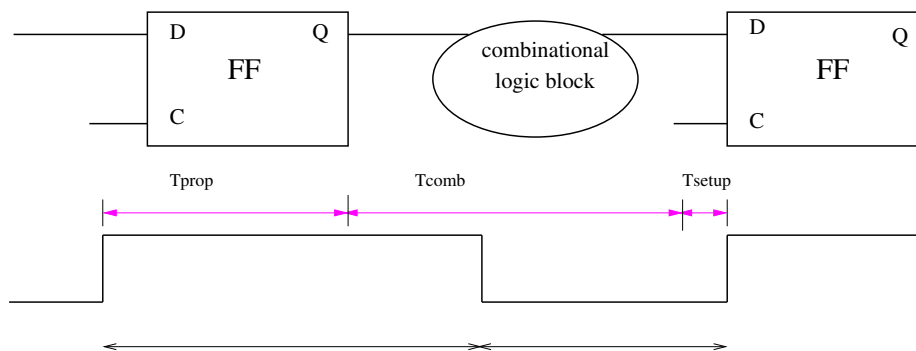 D Q
FF
C
combinational
logic block
D Q
FF
C
Tprop Tcomb Tsetup